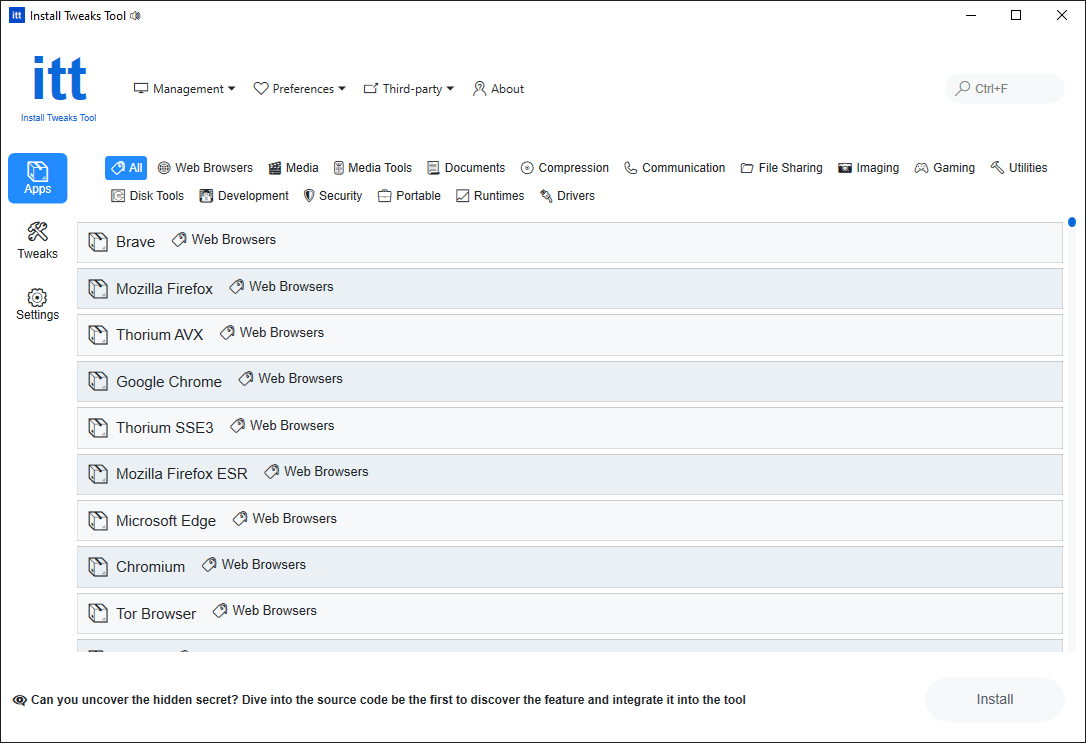 itt Install Tweaks Tool
itt
Install Tweaks Tool
Management Preferences Third-party About
Ctrl+F
Apps
Tweaks
Settings
All Web Browsers Media Media Tools Documents Compression Communication File Sharing Imaging Gaming Utilities
Disk Tools Development Security Portable Runtimes Drivers
Brave Web Browsers
Mozilla Firefox Web Browsers
Thorium AVX Web Browsers
Google Chrome Web Browsers
Thorium SSE3 Web Browsers
Mozilla Firefox ESR Web Browsers
Microsoft Edge Web Browsers
Chromium Web Browsers
Tor Browser Web Browsers
Can you uncover the hidden secret? Dive into the source code be the first to discover the feature and integrate it into the tool
Install